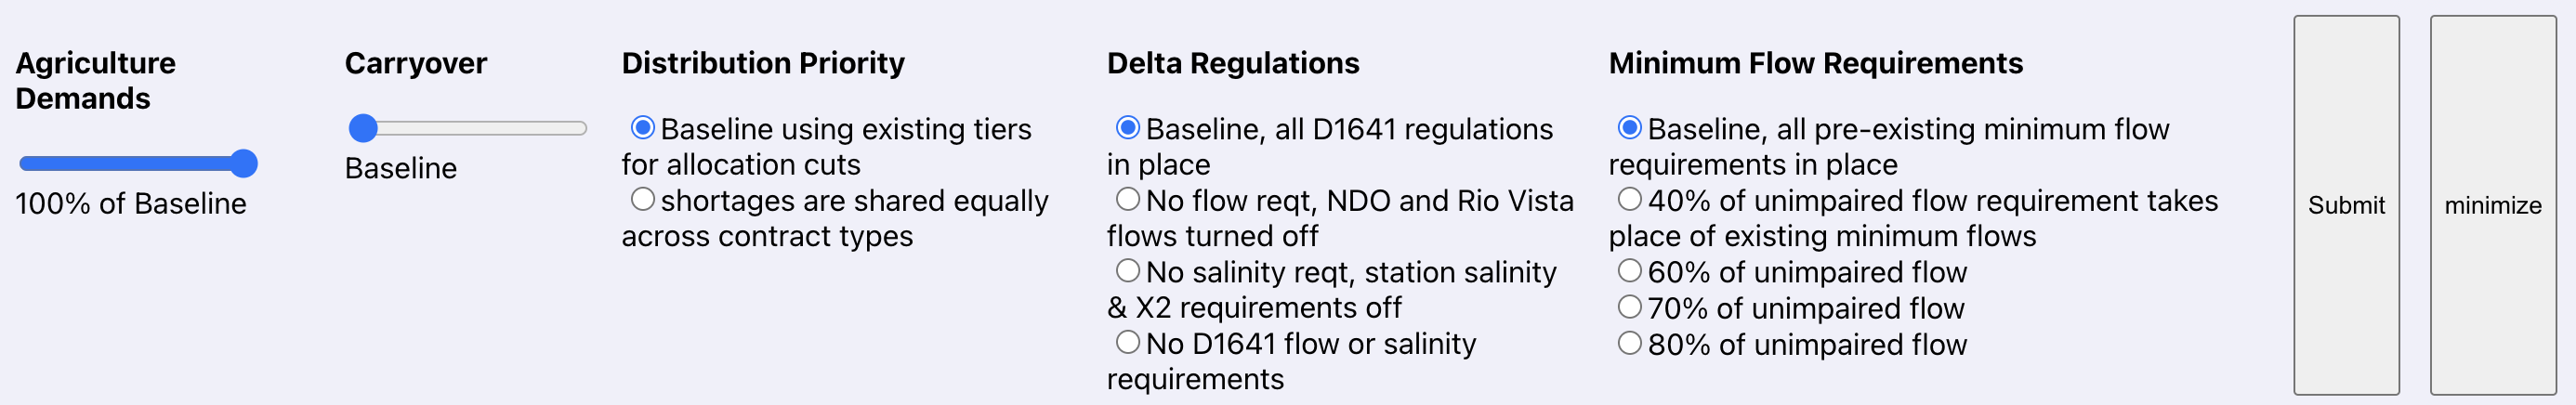 Agriculture
Demands
100% of Baseline
Carryover
Baseline
Distribution Priority
Baseline using existing tiers
for allocation cuts
shortages are shared equally
across contract types
Delta Regulations
Baseline, all D1641 regulations
in place
No flow reqt, NDO and Rio Vista
flows turned off
No salinity reqt, station salinity
& X2 requirements off
No D1641 flow or salinity
requirements
Minimum Flow Requirements
Baseline, all pre-existing minimum flow
requirements in place
40% of unimpaired flow requirement takes
place of existing minimum flows
60% of unimpaired flow
70% of unimpaired flow
80% of unimpaired flow
Submit
minimize